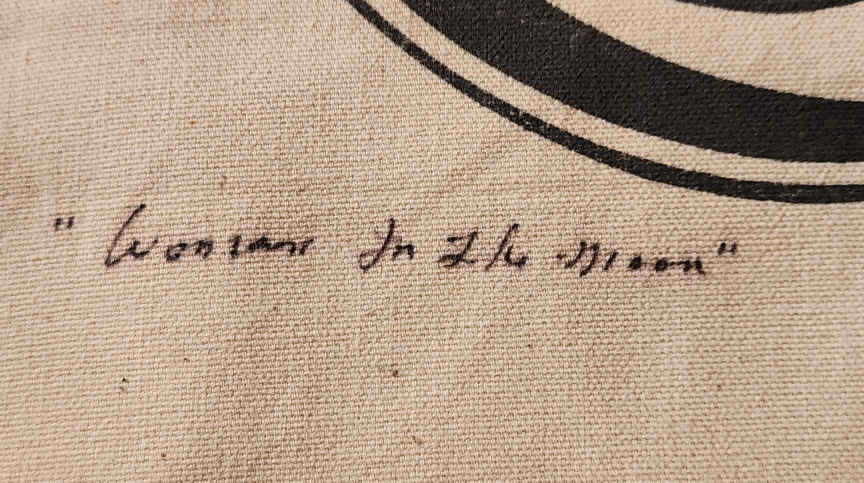 "Woman In The Moon"